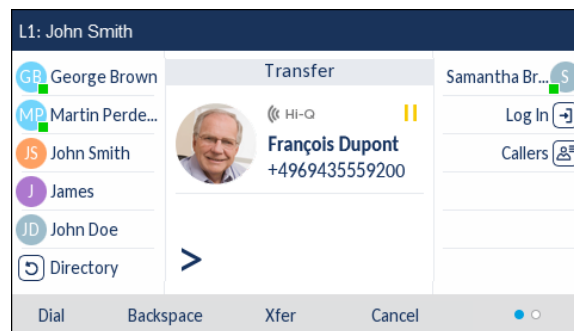 L1: John Smith
GB George Brown
MP Martin Perde...
JS John Smith
J James
JD John Doe
Directory
Transfer
Hi-Q
François Dupont
+4969435559200
>
Samantha Br... S
Log In
Callers
Dial Backspace Xfer Cancel